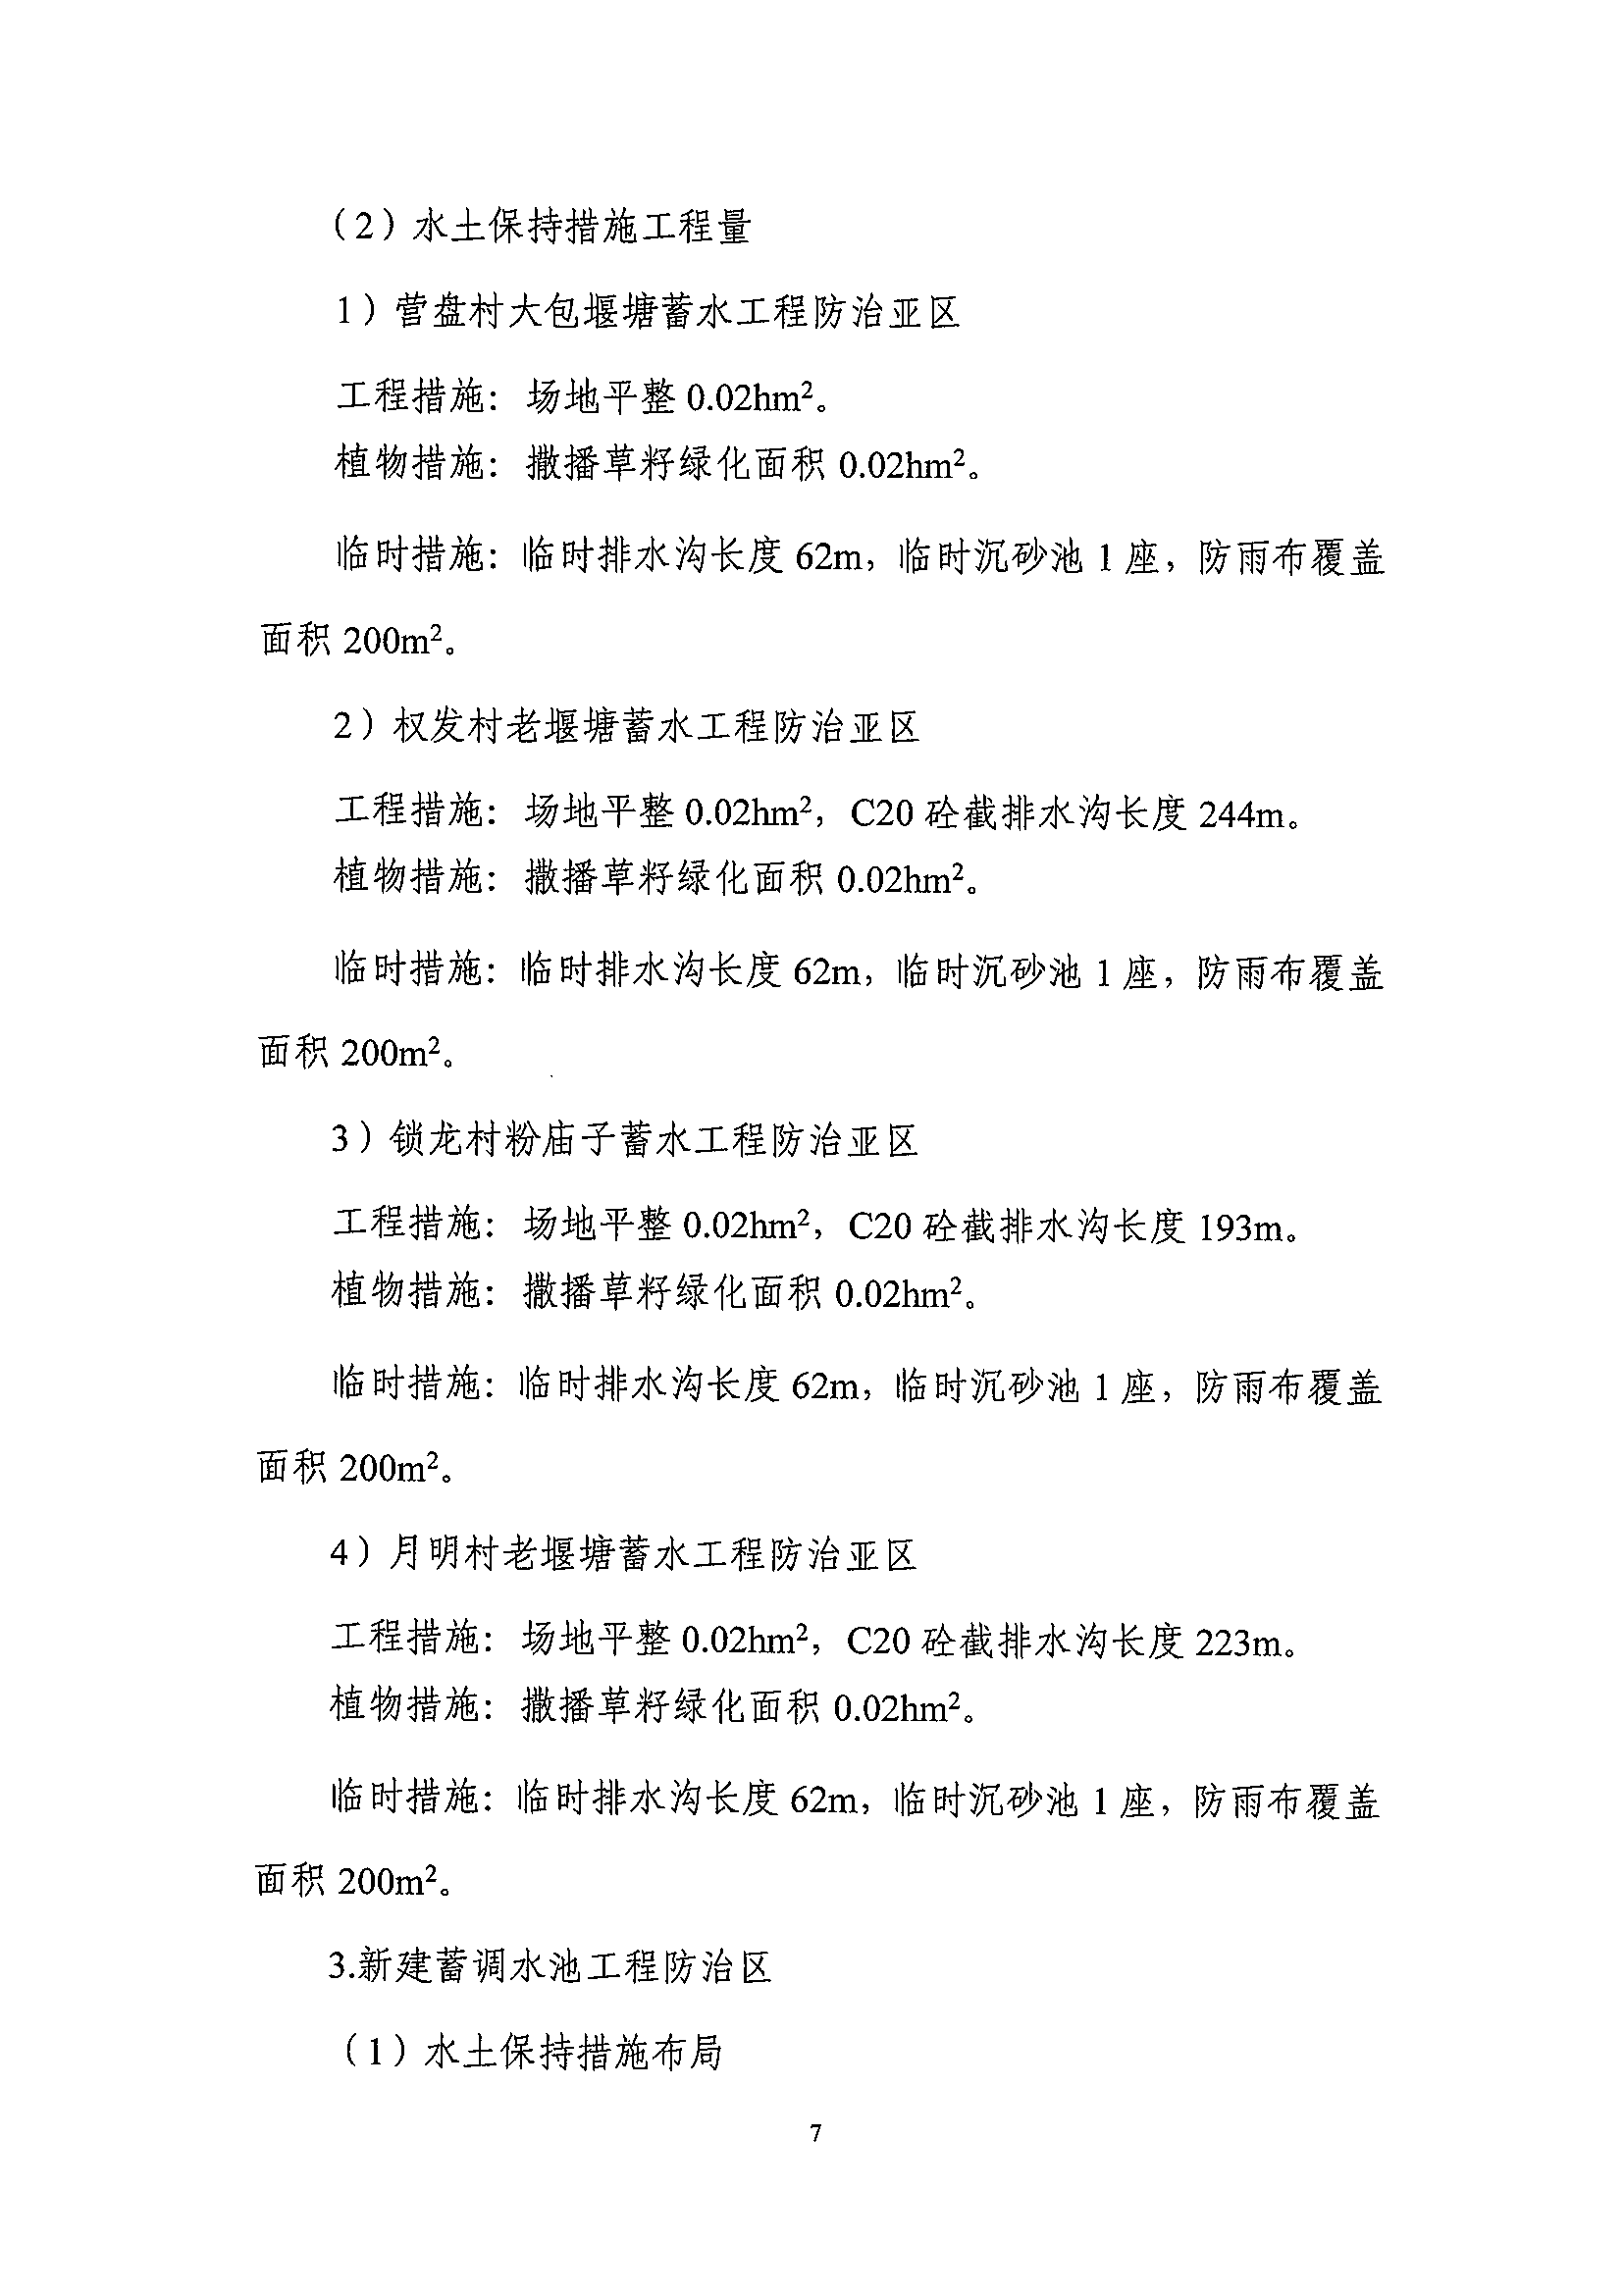 （2）水土保持措施工程量
1）营盘村大包堰塘蓄水工程防治亚区
工程措施：场地平整 0.02hm²。
植物措施：撒播草籽绿化面积 0.02hm²。
临时措施：临时排水沟长度 62m，临时沉砂池 1 座，防雨布覆盖
面积 200m²。
2）权发村老堰塘蓄水工程防治亚区
工程措施：场地平整 0.02hm²，C20 砼截排水沟长度 244m。
植物措施：撒播草籽绿化面积 0.02hm²。
临时措施：临时排水沟长度 62m，临时沉砂池 1 座，防雨布覆盖
面积 200m²。
3）锁龙村粉庙子蓄水工程防治亚区
工程措施：场地平整 0.02hm²，C20 砼截排水沟长度 193m。
植物措施：撒播草籽绿化面积 0.02hm²。
临时措施：临时排水沟长度 62m，临时沉砂池 1 座，防雨布覆盖
面积 200m²。
4）月明村老堰塘蓄水工程防治亚区
工程措施：场地平整 0.02hm²，C20 砼截排水沟长度 223m。
植物措施：撒播草籽绿化面积 0.02hm²。
临时措施：临时排水沟长度 62m，临时沉砂池 1 座，防雨布覆盖
面积 200m²。
3.新建蓄调水池工程防治区
（1）水土保持措施布局
7